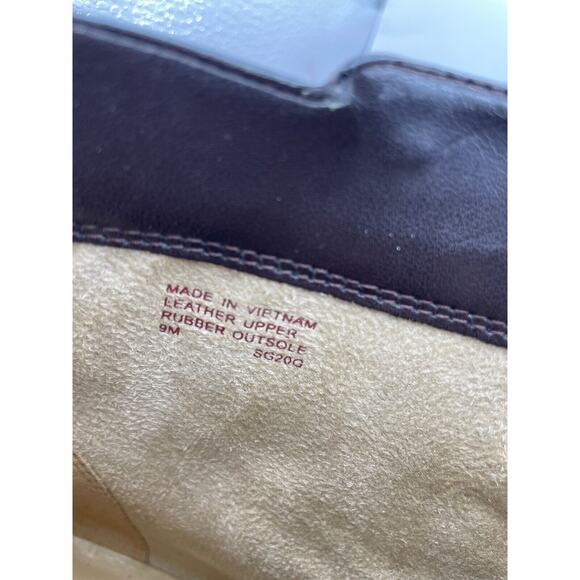 MADE IN VIETNAM
LEATHER UPPER
RUBBER OUTSOLE
9M SG20G